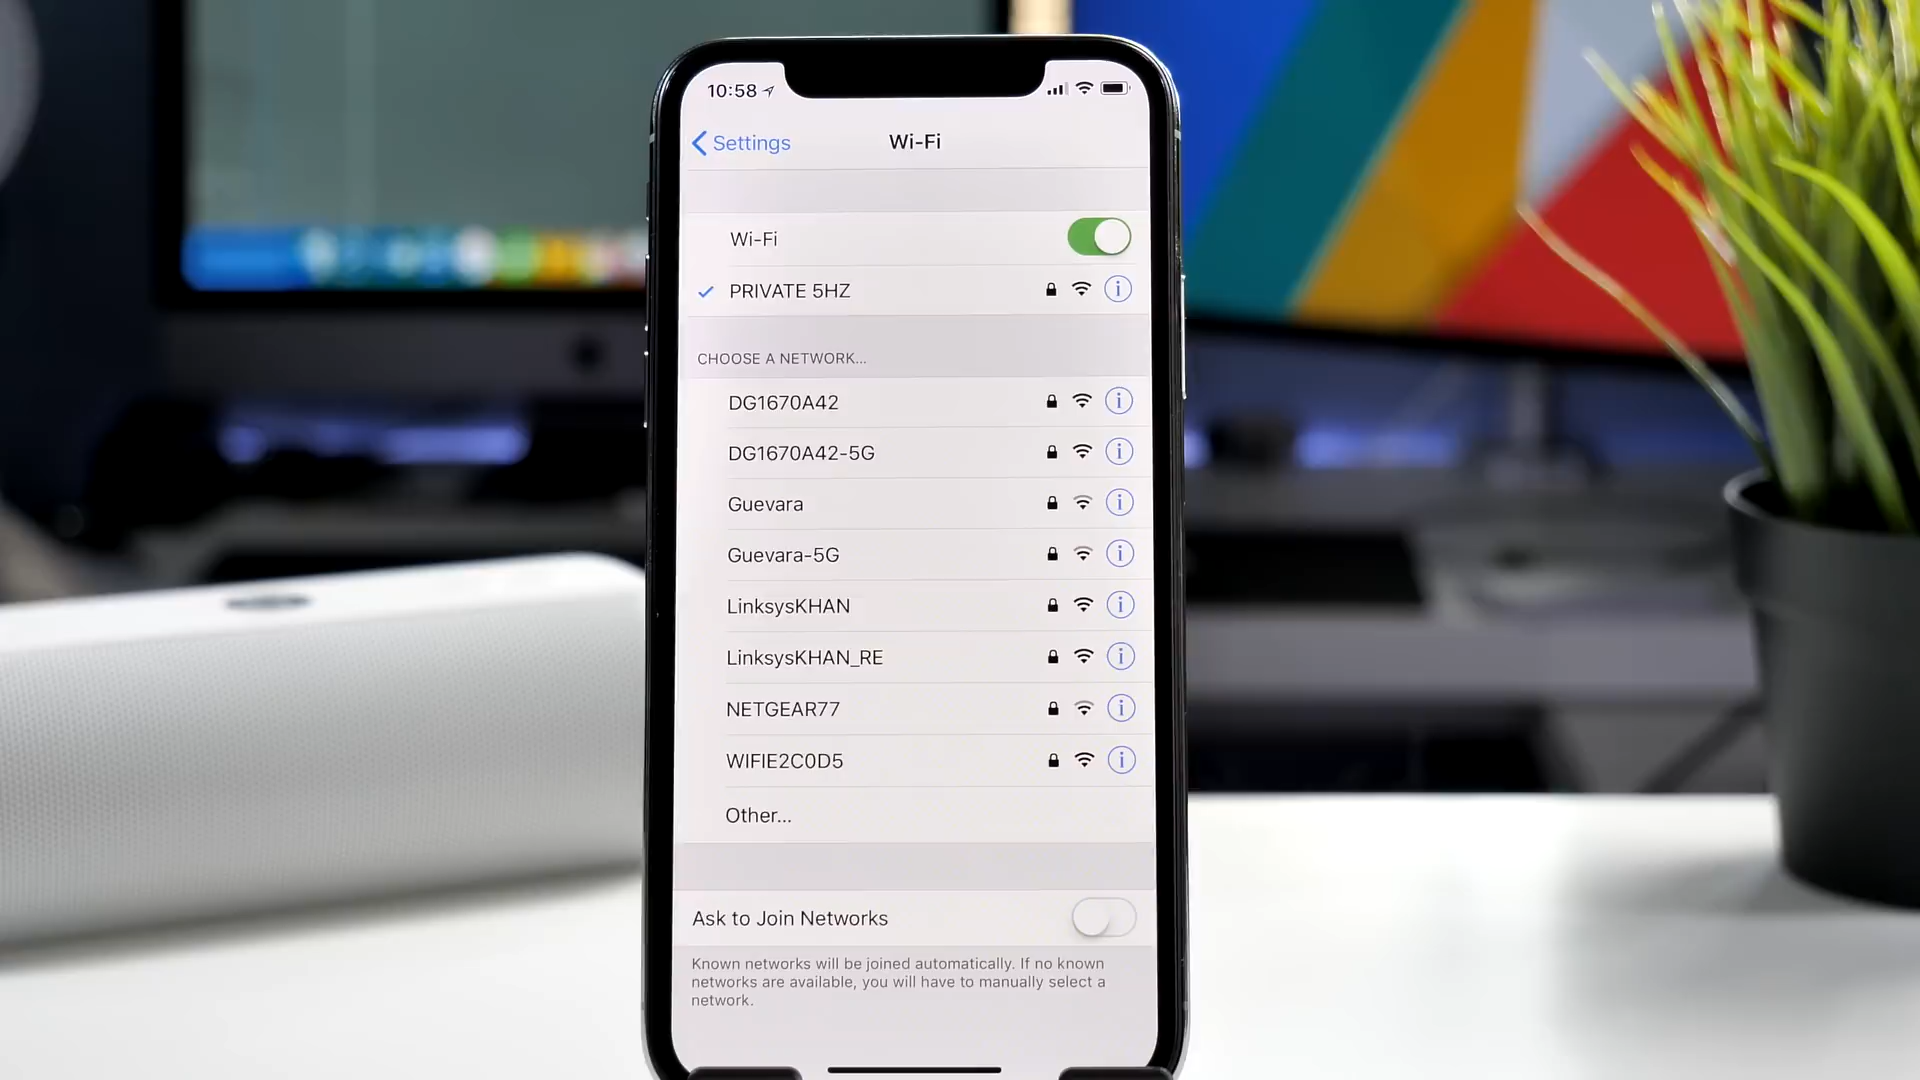 10:58
Settings
Wi-Fi
Wi-Fi
PRIVATE 5HZ
CHOOSE A NETWORK...
DG1670A42
DG1670A42-5G
Guevara
Guevara-5G
LinksysKHAN
LinksysKHAN_RE
NETGEAR77
WIFIE2C0D5
Other...
Ask to Join Networks
Known networks will be joined automatically. If no known
networks are available, you will have to manually select a
network.